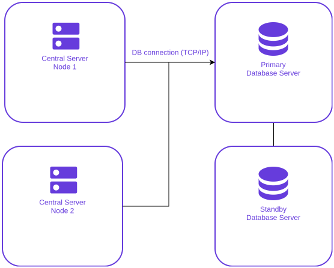 Central Server
Node 1
DB connection (TCP/IP)
Primary
Database Server
Central Server
Node 2
Standby
Database Server